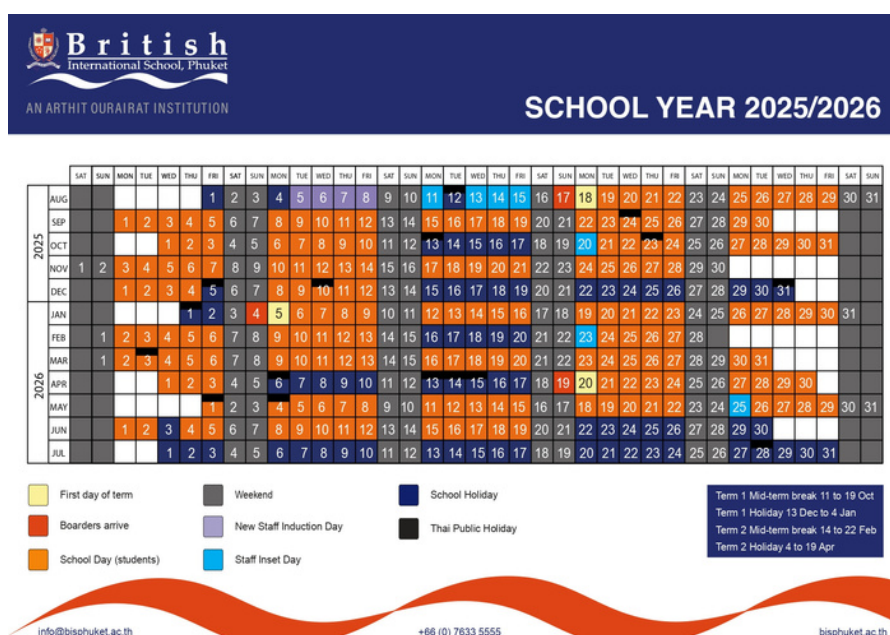 British
International School, Phuket
AN ARTHIT OURAIRAT INSTITUTION
SCHOOL YEAR 2025/2026
SAT SUN MON TUE WED THU FRI SAT SUN MON TUE WED THU FRI SAT SUN MON TUE WED THU FRI SAT SUN MON TUE WED THU FRI SAT SUN MON TUE WED THU FRI SAT SUN
2025
AUG 1 2 3 4 5 6 7 8 9 10 11 12 13 14 15 16 17 18 19 20 21 22 23 24 25 26 27 28 29 30 31
SEP 1 2 3 4 5 6 7 8 9 10 11 12 13 14 15 16 17 18 19 20 21 22 23 24 25 26 27 28 29 30
OCT 1 2 3 4 5 6 7 8 9 10 11 12 13 14 15 16 17 18 19 20 21 22 23 24 25 26 27 28 29 30 31
NOV 1 2 3 4 5 6 7 8 9 10 11 12 13 14 15 16 17 18 19 20 21 22 23 24 25 26 27 28 29 30
DEC 1 2 3 4 5 6 7 8 9 10 11 12 13 14 15 16 17 18 19 20 21 22 23 24 25 26 27 28 29 30 31
2026
JAN 1 2 3 4 5 6 7 8 9 10 11 12 13 14 15 16 17 18 19 20 21 22 23 24 25 26 27 28 29 30 31
FEB 1 2 3 4 5 6 7 8 9 10 11 12 13 14 15 16 17 18 19 20 21 22 23 24 25 26 27 28
MAR 1 2 3 4 5 6 7 8 9 10 11 12 13 14 15 16 17 18 19 20 21 22 23 24 25 26 27 28 29 30 31
APR 1 2 3 4 5 6 7 8 9 10 11 12 13 14 15 16 17 18 19 20 21 22 23 24 25 26 27 28 29 30
MAY 1 2 3 4 5 6 7 8 9 10 11 12 13 14 15 16 17 18 19 20 21 22 23 24 25 26 27 28 29 30 31
JUN 1 2 3 4 5 6 7 8 9 10 11 12 13 14 15 16 17 18 19 20 21 22 23 24 25 26 27 28 29 30
JUL 1 2 3 4 5 6 7 8 9 10 11 12 13 14 15 16 17 18 19 20 21 22 23 24 25 26 27 28 29 30 31
First day of term
Boarders arrive
School Day (students)
Weekend
New Staff Induction Day
Staff Inset Day
School Holiday
Thai Public Holiday
Term 1 Mid-term break 11 to 19 Oct
Term 1 Holiday 13 Dec to 4 Jan
Term 2 Mid-term break 14 to 22 Feb
Term 2 Holiday 4 to 19 Apr
info@bisphuket.ac.th
+66 (0) 7633 5555
bisphuket.ac.th